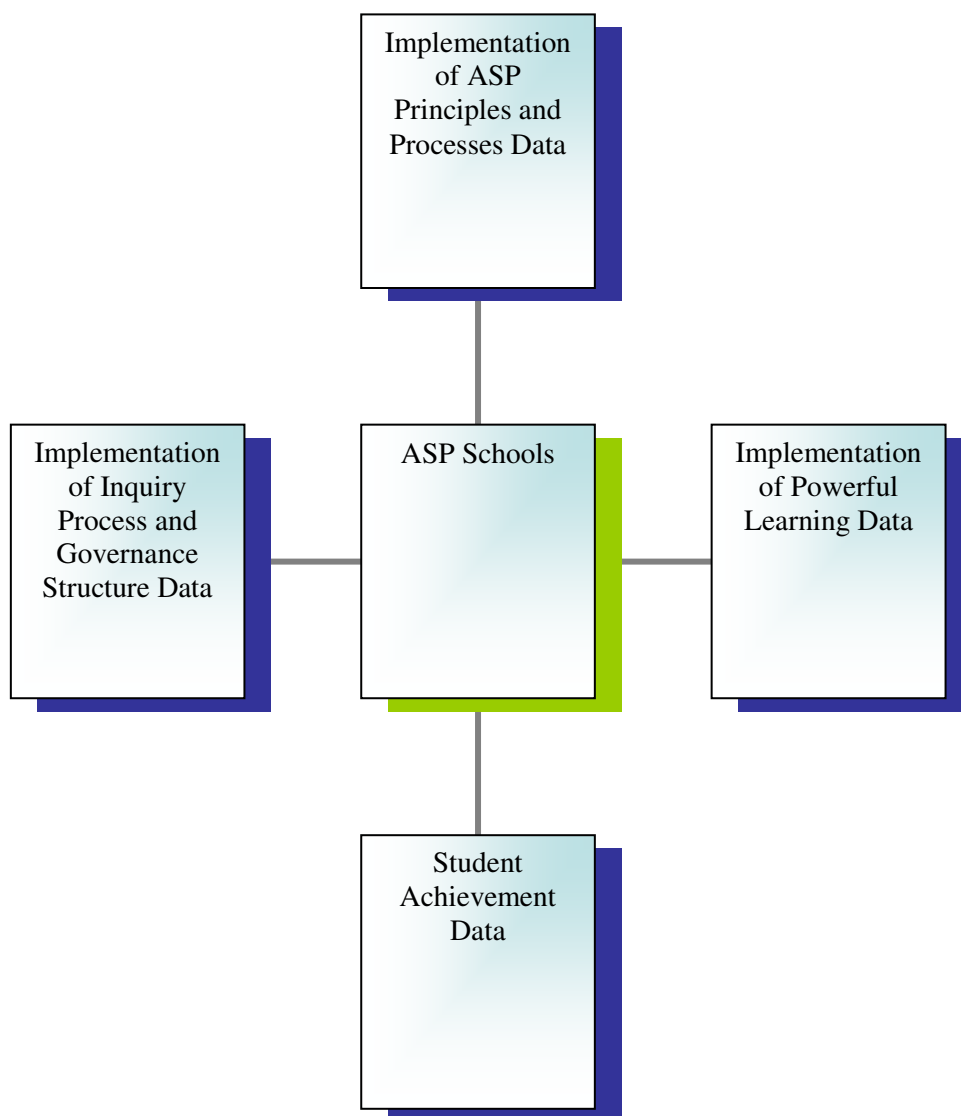 Implementation
of ASP
Principles and
Processes Data
Implementation
of Inquiry
Process and
Governance
Structure Data
ASP Schools
Implementation
of Powerful
Learning Data
Student
Achievement
Data